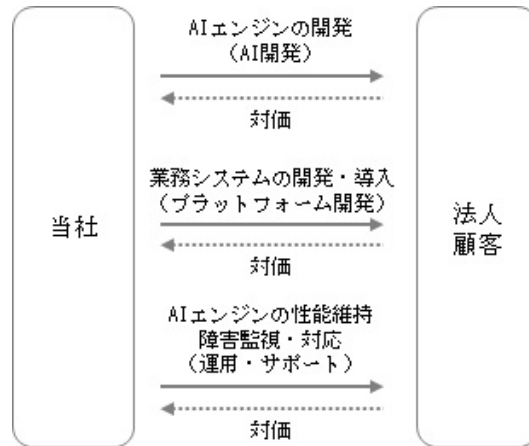 AIエンジンの開発
(AI開発)
対価
業務システムの開発・導入
(プラットフォーム開発)
当社
法人
顧客
対価
AIエンジンの性能維持
障害監視・対応
(運用・サポート)
対価